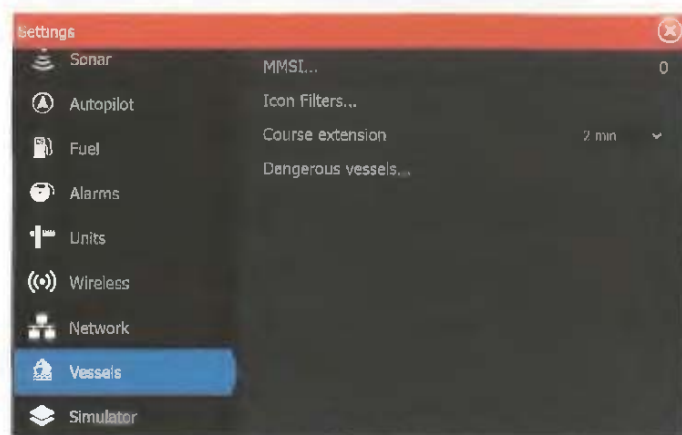 Settings
Sonar
Autopilot
Fuel
Alarms
Units
Wireless
Network
Vessels
Simulator
MMSI... 0
Icon Filters...
Course extension 2 min
Dangerous vessels...